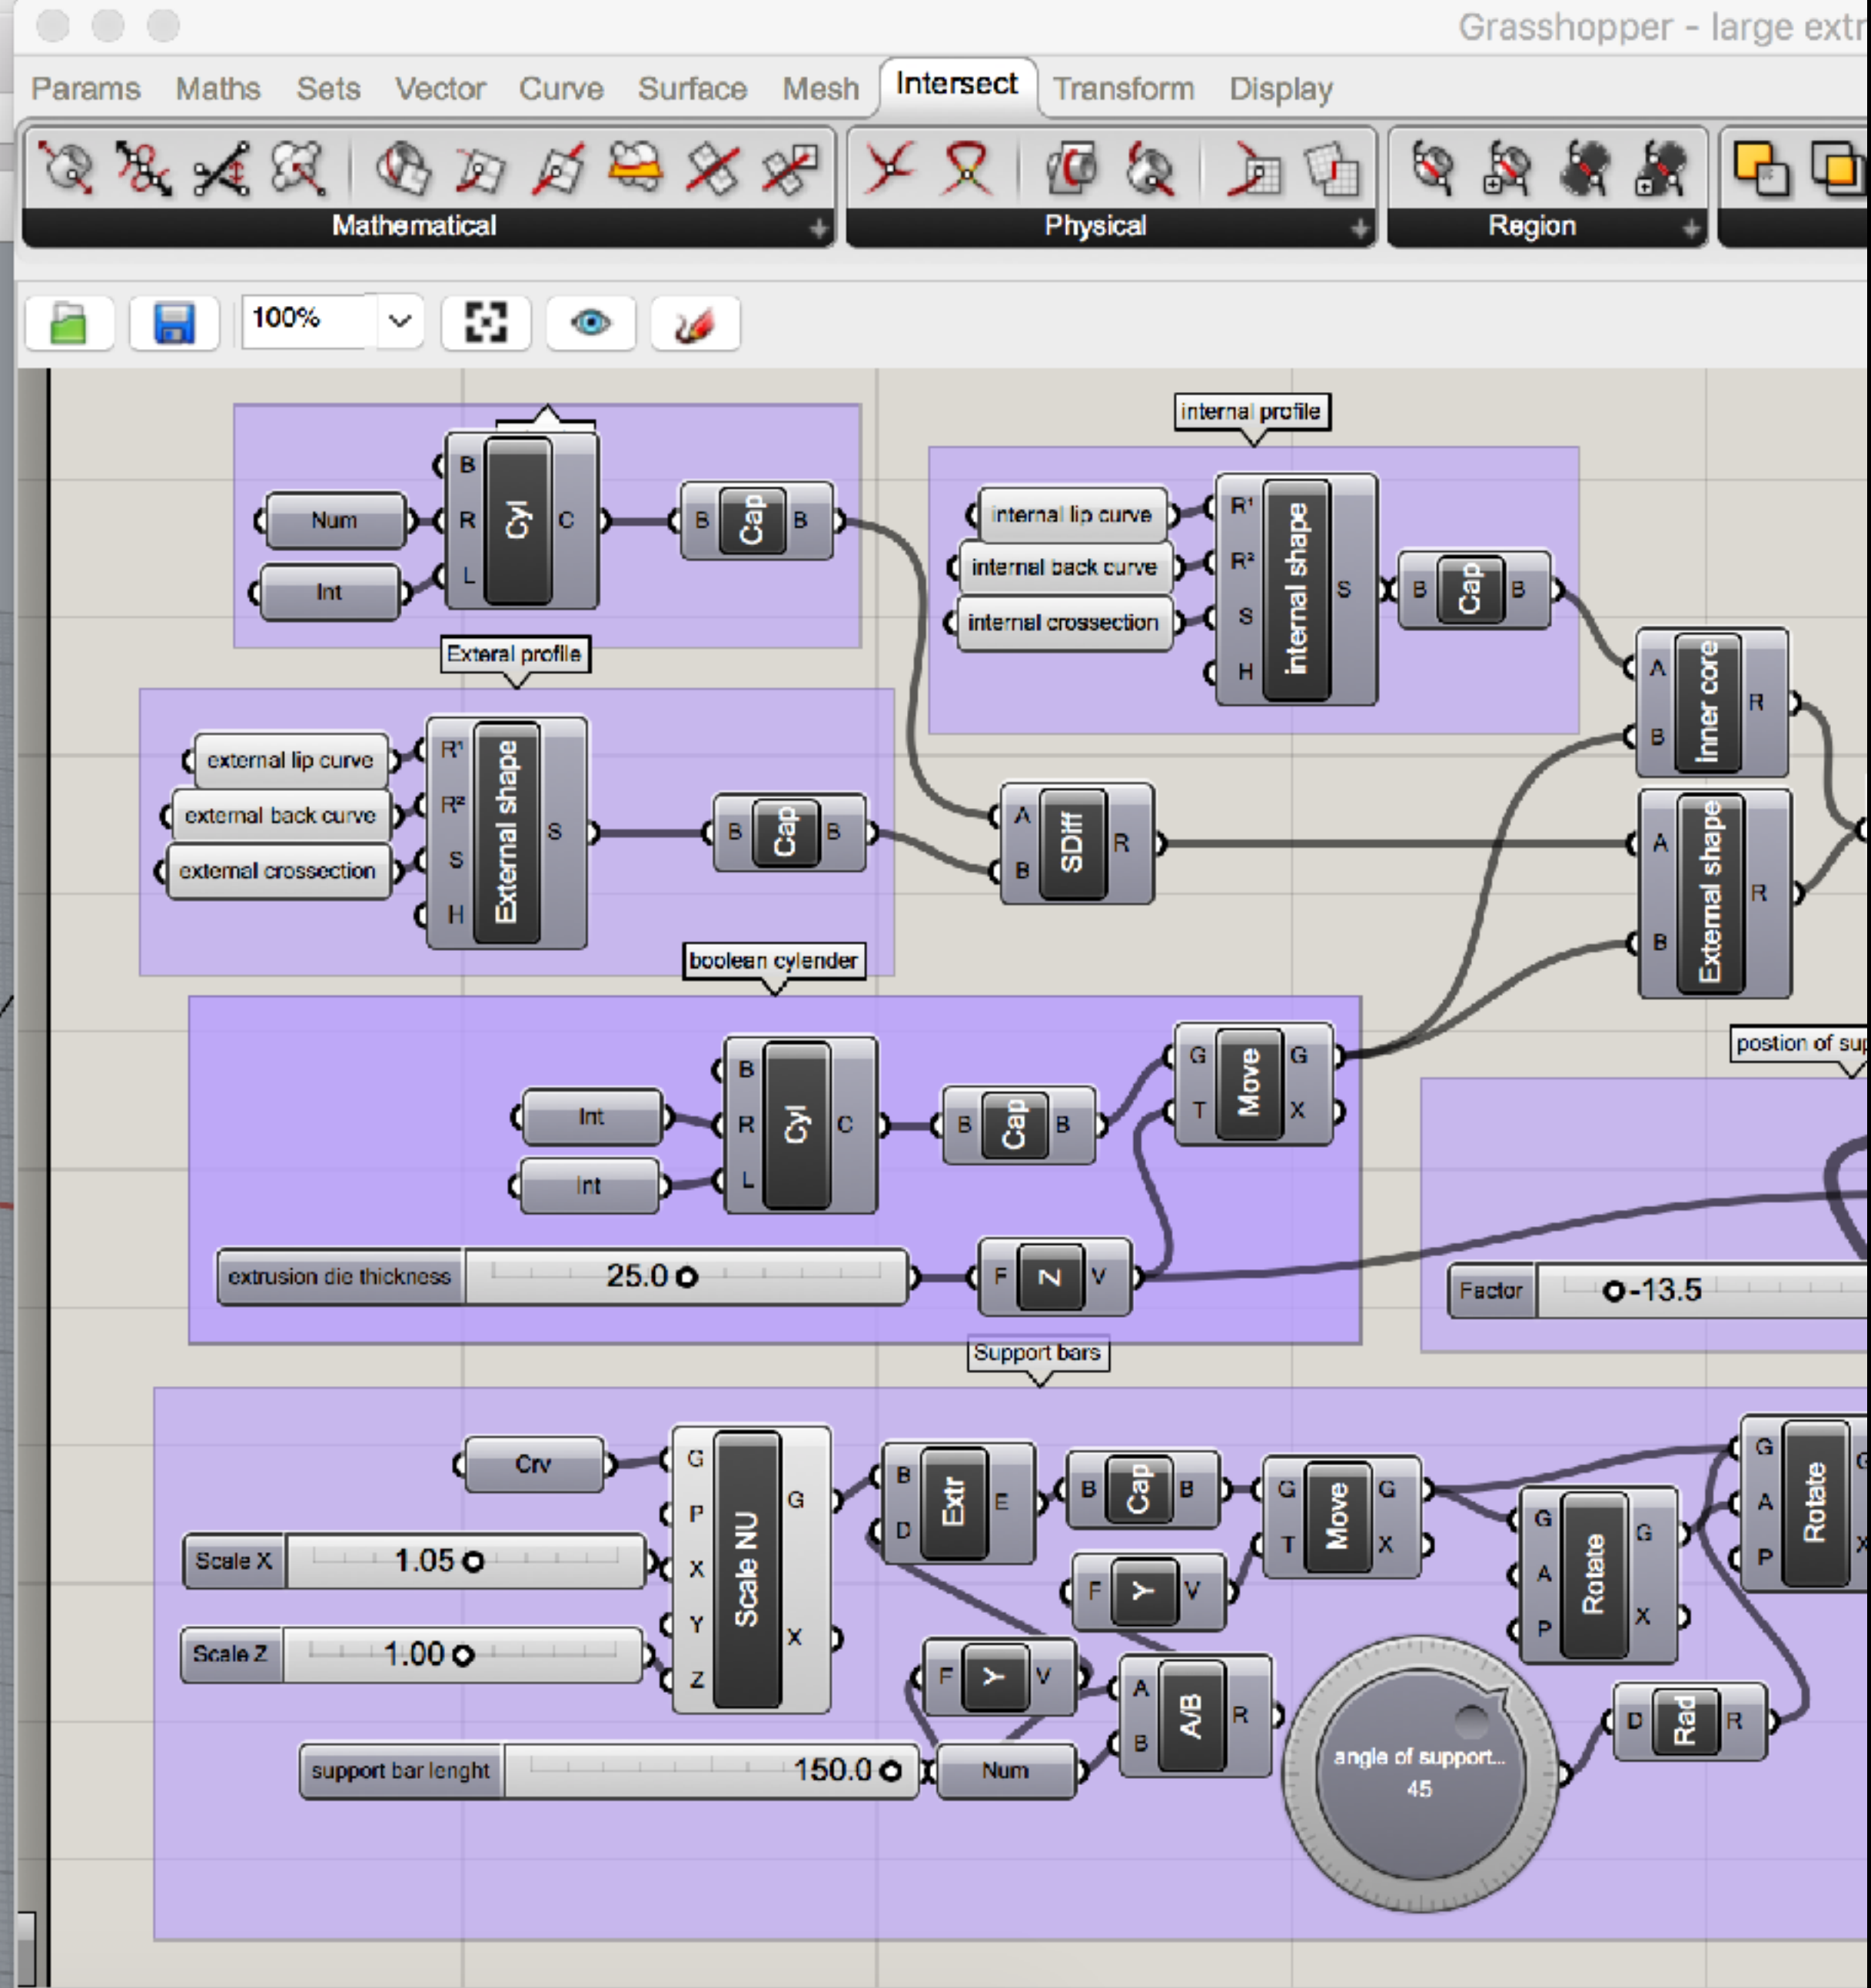 Grasshopper - large extr
Params Maths Sets Vector Curve Surface Mesh Intersect Transform Display
Mathematical Physical Region
100%
internal profile
B
Num R Cyl C B Cap B
Int L
internal lip curve R¹
internal back curve R² internal shape S B Cap B
internal crossection S
H
Exteral profile
A inner core R
B
external lip curve R¹
external back curve R² External shape S B Cap B
external crossection S
H
A SDiff R
B
A External shape R
B
boolean cylender
postion of sup
B
Int R Cyl C B Cap B
Int L
G Move G
T X
extrusion die thickness 25.0 F Z V
Factor -13.5
Support bars
Crv G
P
Scale X 1.05 X Scale NU G
Y X
Scale Z 1.00 Z
B Extr E
D
B Cap B
G Move G
T X
F Y V
G Rotate G
A
P X
G Rotate G
A
P X
F Y V
A A/B R
B
support bar lenght 150.0 Num
angle of support...
45
D Rad R